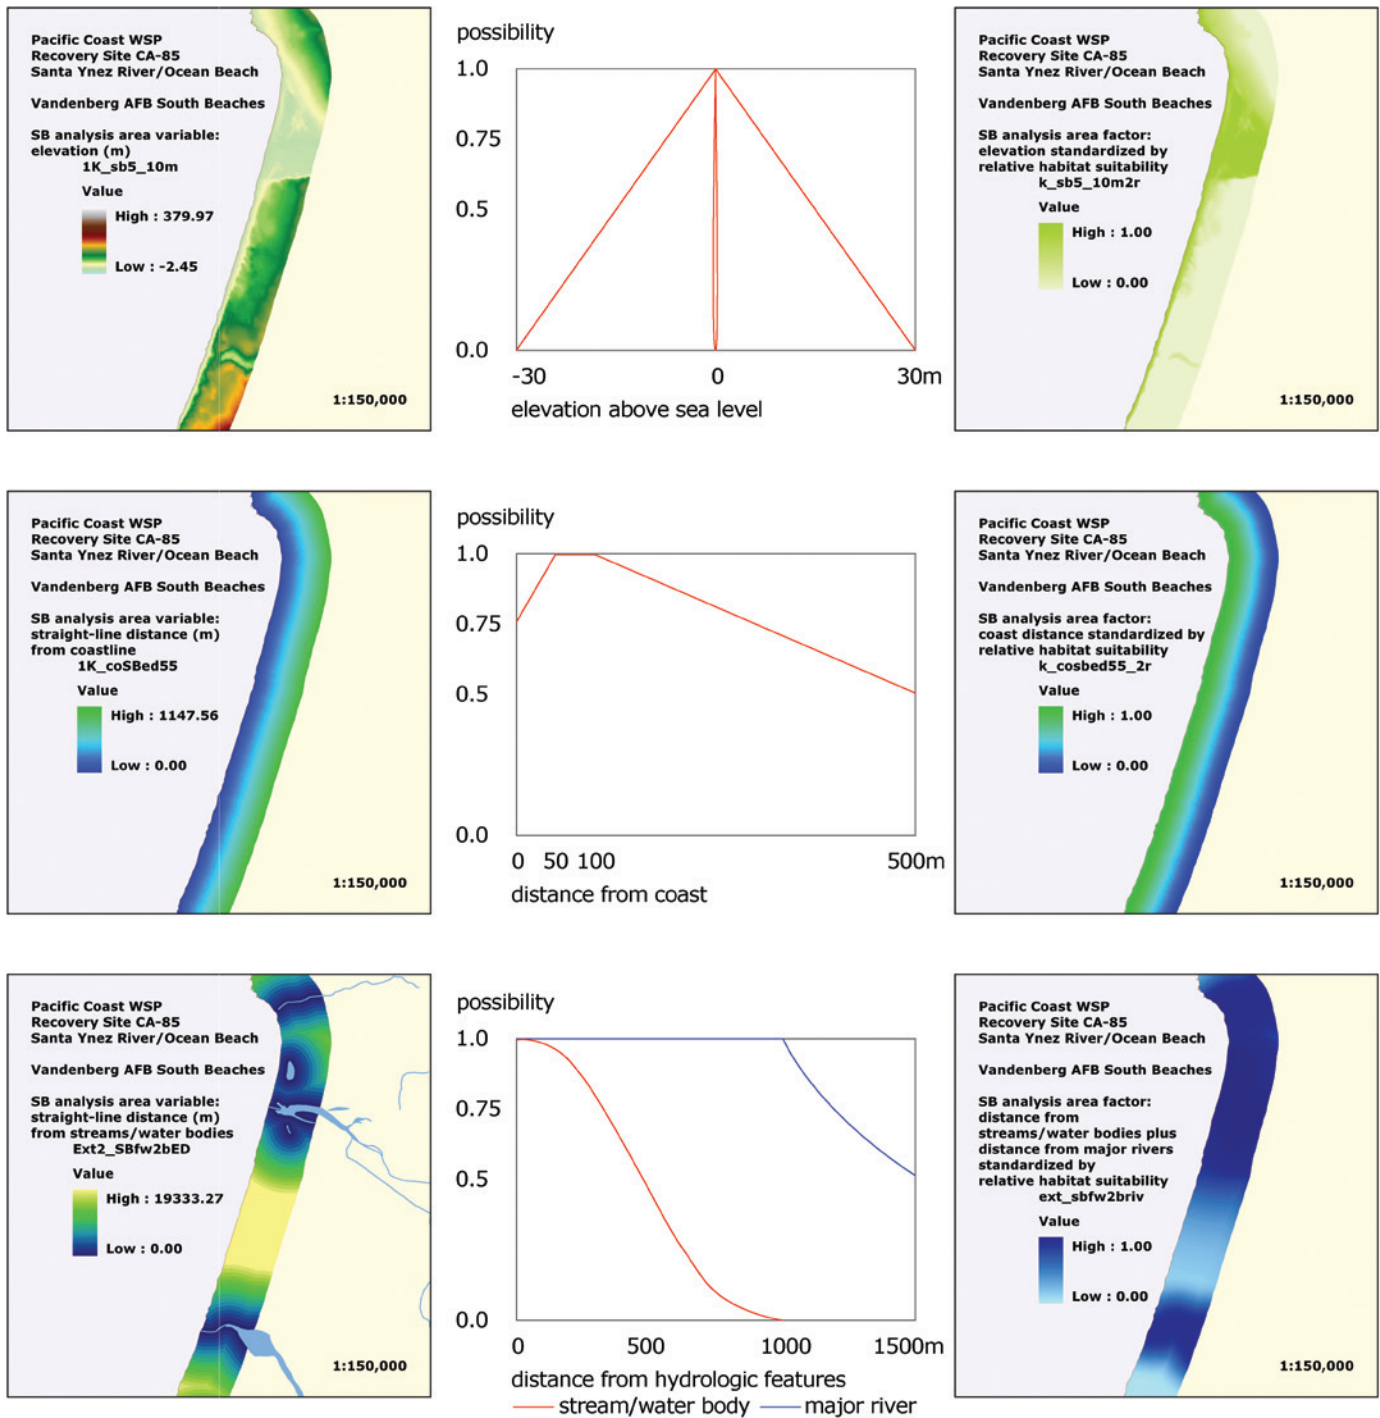 Pacific Coast WSP
Recovery Site CA-85
Santa Ynez River/Ocean Beach
Vandenberg AFB South Beaches
SB analysis area variable:
elevation (m)
1K_sb5_10m
Value
High : 379.97
Low : -2.45
1:150,000
possibility
1.0
0.75
0.5
0.0
-30 0 30m
elevation above sea level
Pacific Coast WSP
Recovery Site CA-85
Santa Ynez River/Ocean Beach
Vandenberg AFB South Beaches
SB analysis area factor:
elevation standardized by
relative habitat suitability
k_sb5_10m2r
Value
High : 1.00
Low : 0.00
1:150,000
Pacific Coast WSP
Recovery Site CA-85
Santa Ynez River/Ocean Beach
Vandenberg AFB South Beaches
SB analysis area variable:
straight-line distance (m)
from coastline
1K_coSBed55
Value
High : 1147.56
Low : 0.00
1:150,000
possibility
1.0
0.75
0.5
0.0
0 50 100 500m
distance from coast
Pacific Coast WSP
Recovery Site CA-85
Santa Ynez River/Ocean Beach
Vandenberg AFB South Beaches
SB analysis area factor:
coast distance standardized by
relative habitat suitability
k_cosbed55_2r
Value
High : 1.00
Low : 0.00
1:150,000
Pacific Coast WSP
Recovery Site CA-85
Santa Ynez River/Ocean Beach
Vandenberg AFB South Beaches
SB analysis area variable:
straight-line distance (m)
from streams/water bodies
Ext2_SBfw2bED
Value
High : 19333.27
Low : 0.00
1:150,000
possibility
1.0
0.75
0.5
0.0
0 500 1000 1500m
distance from hydrologic features
stream/water body major river
Pacific Coast WSP
Recovery Site CA-85
Santa Ynez River/Ocean Beach
Vandenberg AFB South Beaches
SB analysis area factor:
distance from
streams/water bodies plus
distance from major rivers
standardized by
relative habitat suitability
ext_sbfw2briv
Value
High : 1.00
Low : 0.00
1:150,000